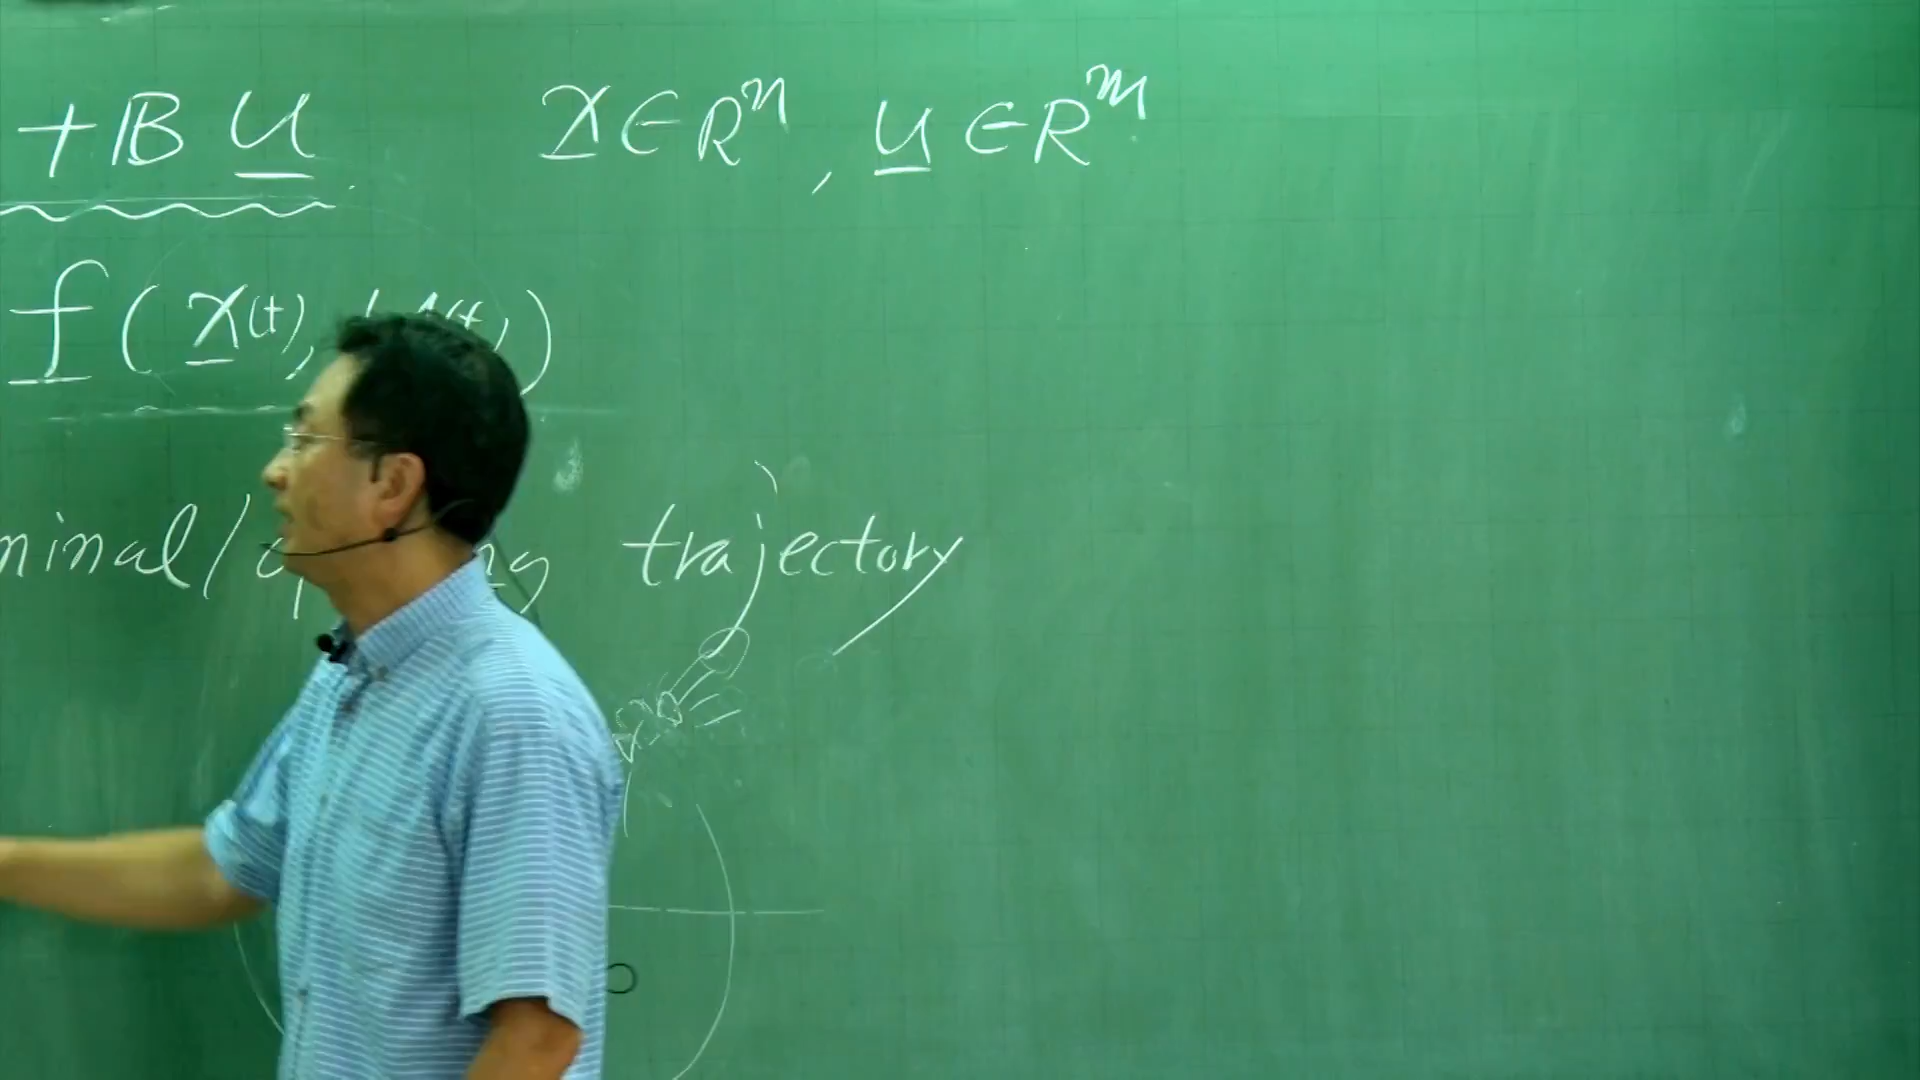 + B u x ∈ R^n, u ∈ R^m
f ( x(t), (t) )
minal / trajectory